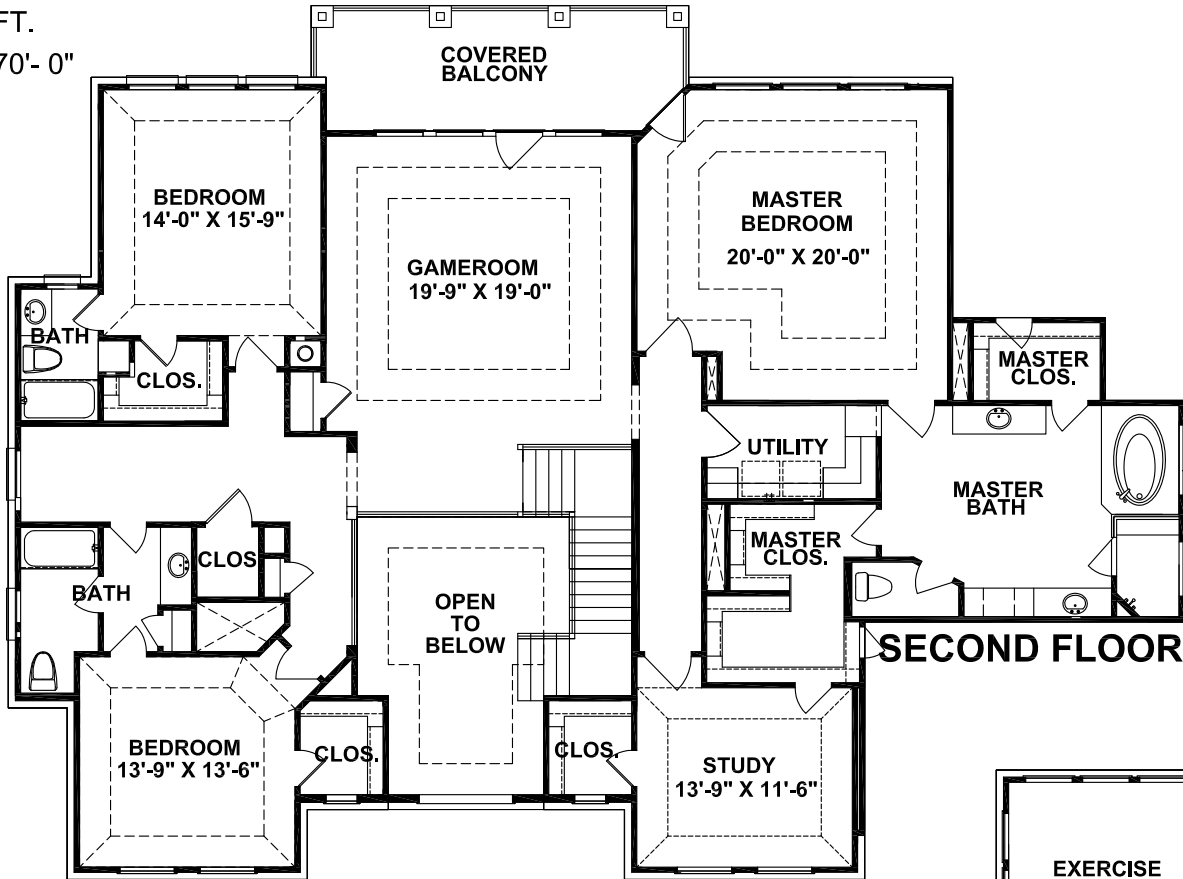 FT.
70'- 0"
COVERED
BALCONY
BEDROOM
14'-0" X 15'-9"
MASTER
BEDROOM
20'-0" X 20'-0"
GAMEROOM
19'-9" X 19'-0"
BATH
CLOS.
MASTER
CLOS.
UTILITY
MASTER
BATH
MASTER
CLOS.
CLOS
BATH
OPEN
TO
BELOW
SECOND FLOOR
BEDROOM
13'-9" X 13'-6"
CLOS.
CLOS.
STUDY
13'-9" X 11'-6"
EXERCISE